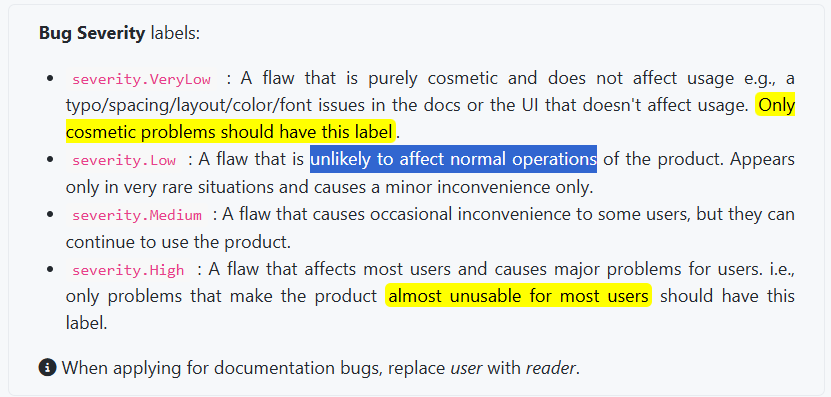 Bug Severity labels:
• severity.VeryLow : A flaw that is purely cosmetic and does not affect usage e.g., a
typo/spacing/layout/color/font issues in the docs or the UI that doesn't affect usage. Only
cosmetic problems should have this label.
• severity.Low : A flaw that is unlikely to affect normal operations of the product. Appears
only in very rare situations and causes a minor inconvenience only.
• severity.Medium : A flaw that causes occasional inconvenience to some users, but they can
continue to use the product.
• severity.High : A flaw that affects most users and causes major problems for users. i.e.,
only problems that make the product almost unusable for most users should have this
label.
When applying for documentation bugs, replace user with reader.